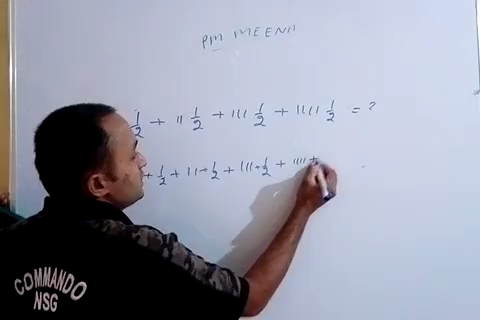 PM MEENA
1/2 + 11 1/2 + 111 1/2 + 1111 1/2 = ?
+ 1/2 + 11 + 1/2 + 111 + 1/2 + 1111 +
COMMANDO
NSG